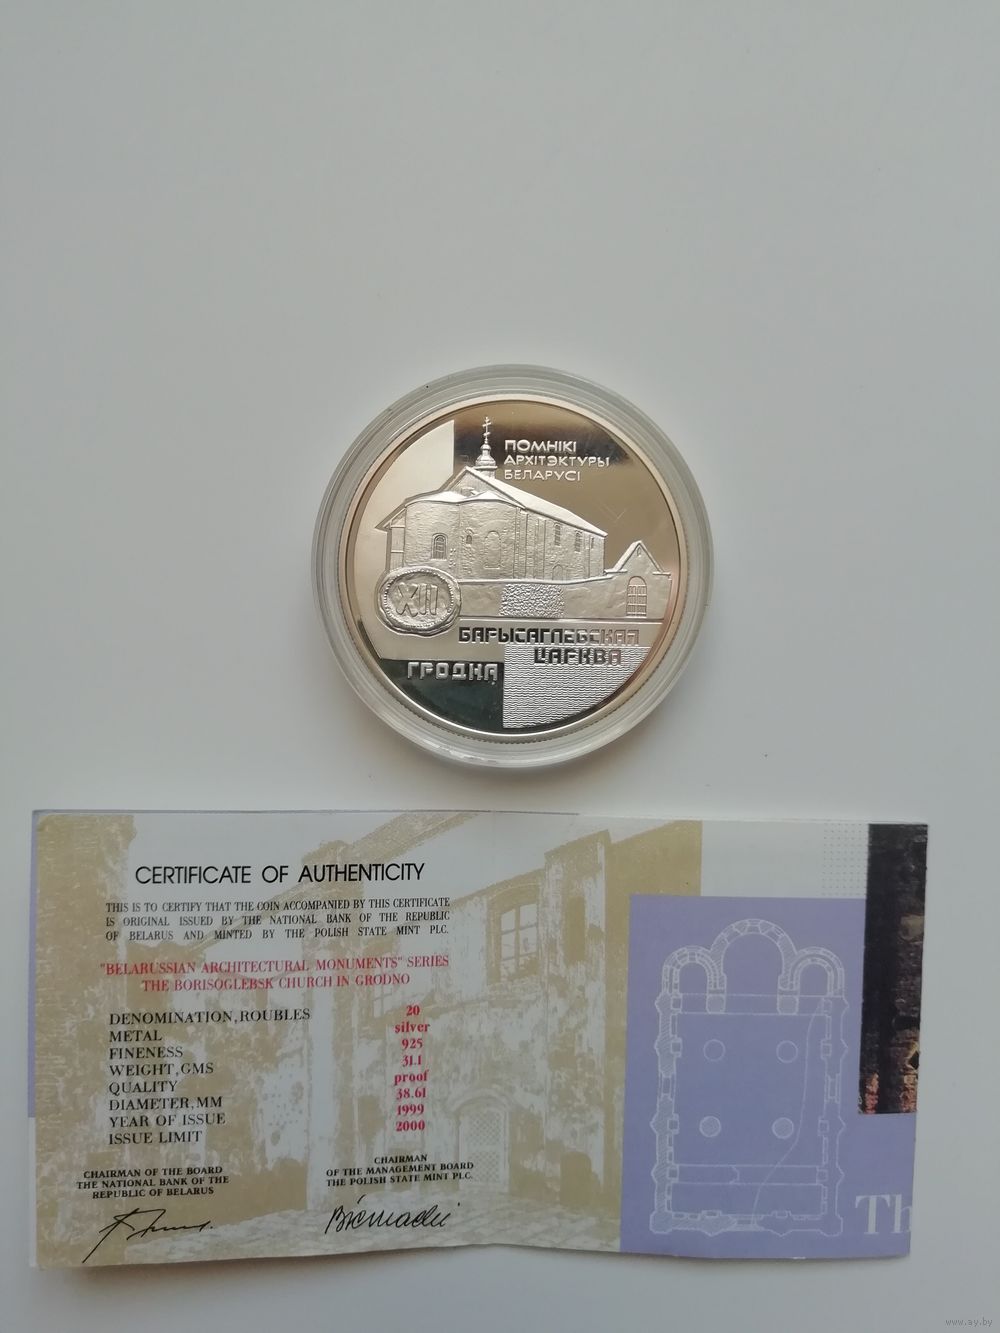 ПОМНІКІ
АРХІТЭКТУРЫ
БЕЛАРУСІ
XII
БАРЫСАГЛЕБСКАЯ
ЦАРКВА
ГРОДНА
CERTIFICATE OF AUTHENTICITY
THIS IS TO CERTIFY THAT THE COIN ACCOMPANIED BY THIS CERTIFICATE
IS ORIGINAL ISSUED BY THE NATIONAL BANK OF THE REPUBLIC
OF BELARUS AND MINTED BY THE POLISH STATE MINT PLC.
"BELARUSSIAN ARCHITECTURAL MONUMENTS" SERIES
THE BORISOGLEBSK CHURCH IN GRODNO
DENOMINATION, ROUBLES 20
METAL silver
FINENESS 925
WEIGHT, GMS 31.1
QUALITY proof
DIAMETER, MM 38.61
YEAR OF ISSUE 1999
ISSUE LIMIT 2000
CHAIRMAN OF THE BOARD
THE NATIONAL BANK OF THE
REPUBLIC OF BELARUS
CHAIRMAN
OF THE MANAGEMENT BOARD
THE POLISH STATE MINT PLC.
Th
www.ay.by